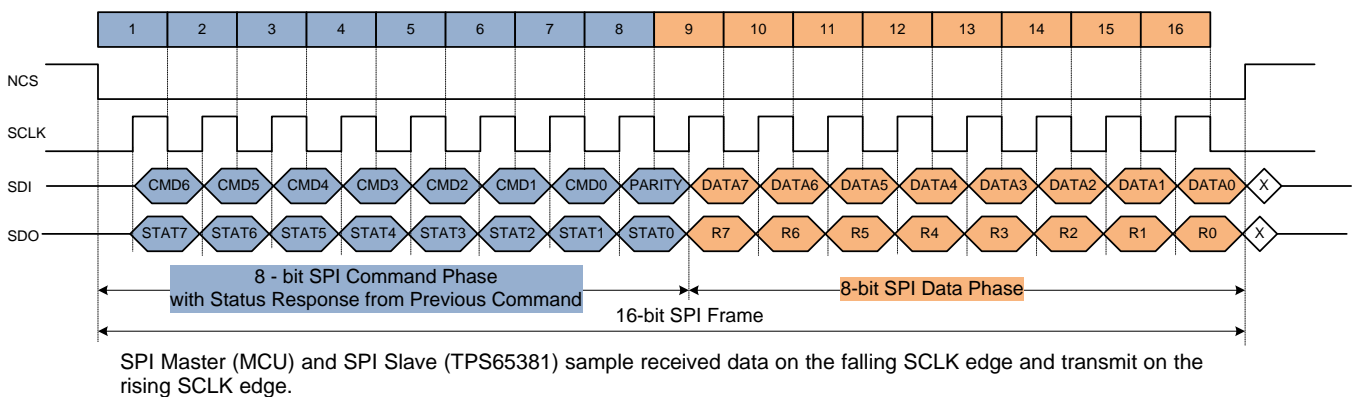 1 2 3 4 5 6 7 8 9 10 11 12 13 14 15 16
NCS
SCLK
SDI CMD6 CMD5 CMD4 CMD3 CMD2 CMD1 CMD0 PARITY DATA7 DATA6 DATA5 DATA4 DATA3 DATA2 DATA1 DATA0 X
SDO STAT7 STAT6 STAT5 STAT4 STAT3 STAT2 STAT1 STAT0 R7 R6 R5 R4 R3 R2 R1 R0 X
8 - bit SPI Command Phase
with Status Response from Previous Command
8-bit SPI Data Phase
16-bit SPI Frame
SPI Master (MCU) and SPI Slave (TPS65381) sample received data on the falling SCLK edge and transmit on the
rising SCLK edge.